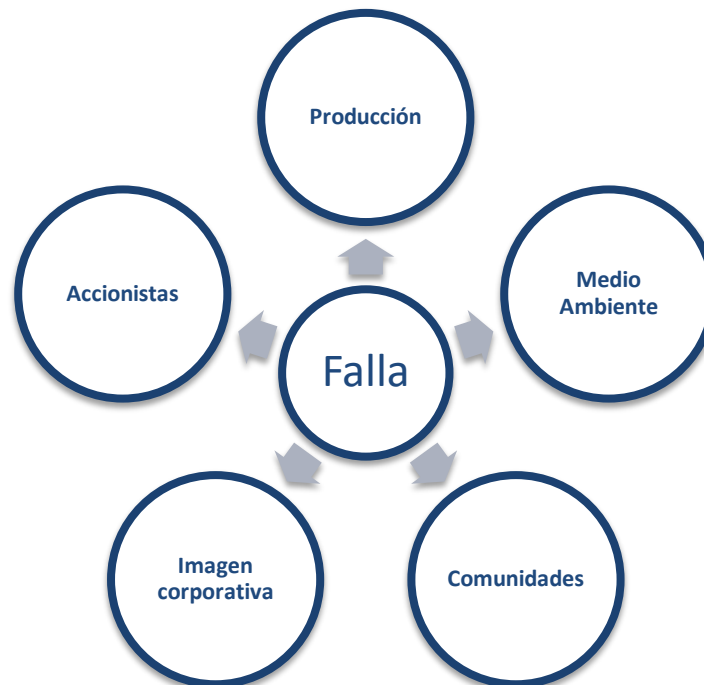 Producción
Accionistas
Medio
Ambiente
Falla
Imagen
corporativa
Comunidades